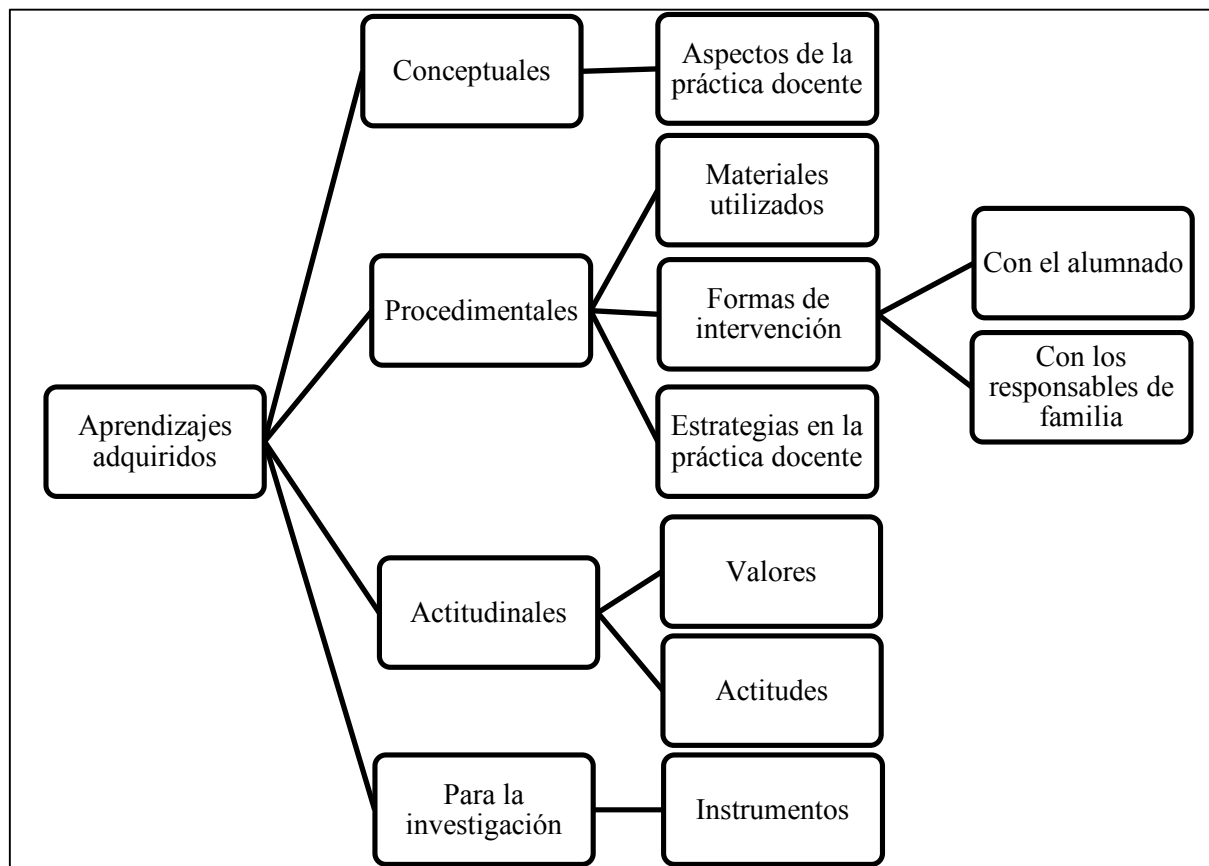 Conceptuales
Aspectos de la
práctica docente
Materiales
utilizados
Procedimentales
Formas de
intervención
Con el alumnado
Con los
responsables de
familia
Estrategias en la
práctica docente
Aprendizajes
adquiridos
Actitudinales
Valores
Actitudes
Para la
investigación
Instrumentos